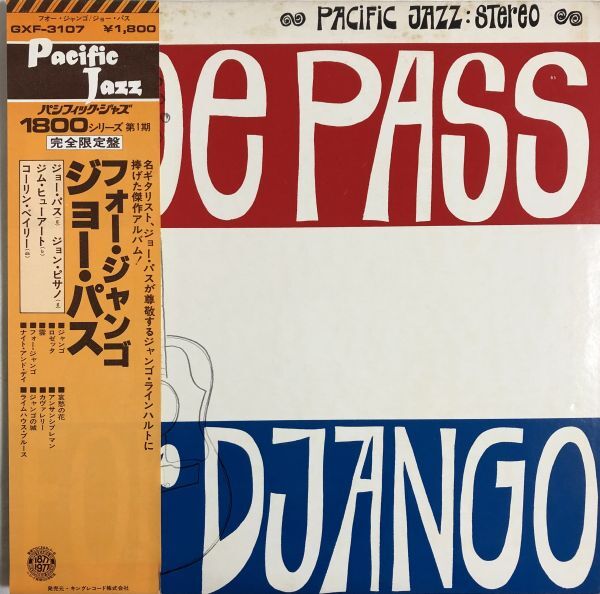 フォー・ジャンゴ/ジョー・パス
GXF-3107 ¥1,800
Pacific
Jazz
パシフィック・ジャズ
1800シリーズ 第1期
完全限定盤
名ギタリスト、ジョー・パスが尊敬するジャンゴ・ラインハルトに
捧げた傑作アルバム!
フォー・ジャンゴ
ジョー・パス
ジョー・パス(g) ジョン・ピサノ(g)
ジム・ヒューアート(b)
コーリン・ベイリー(ds)
■ジャンゴ
■ロゼッタ
■雲
■フォー・ジャンゴ
■ナイト・アンド・デイ
■哀愁の花
■アンサンシブレマン
■カヴァレリー
■ジャンゴの城
■ライムハウス・ブルース
1877
1977
発売元・キングレコード株式会社
PACIFIC JAZZ: STEREO
OE PASS
R DJANGO